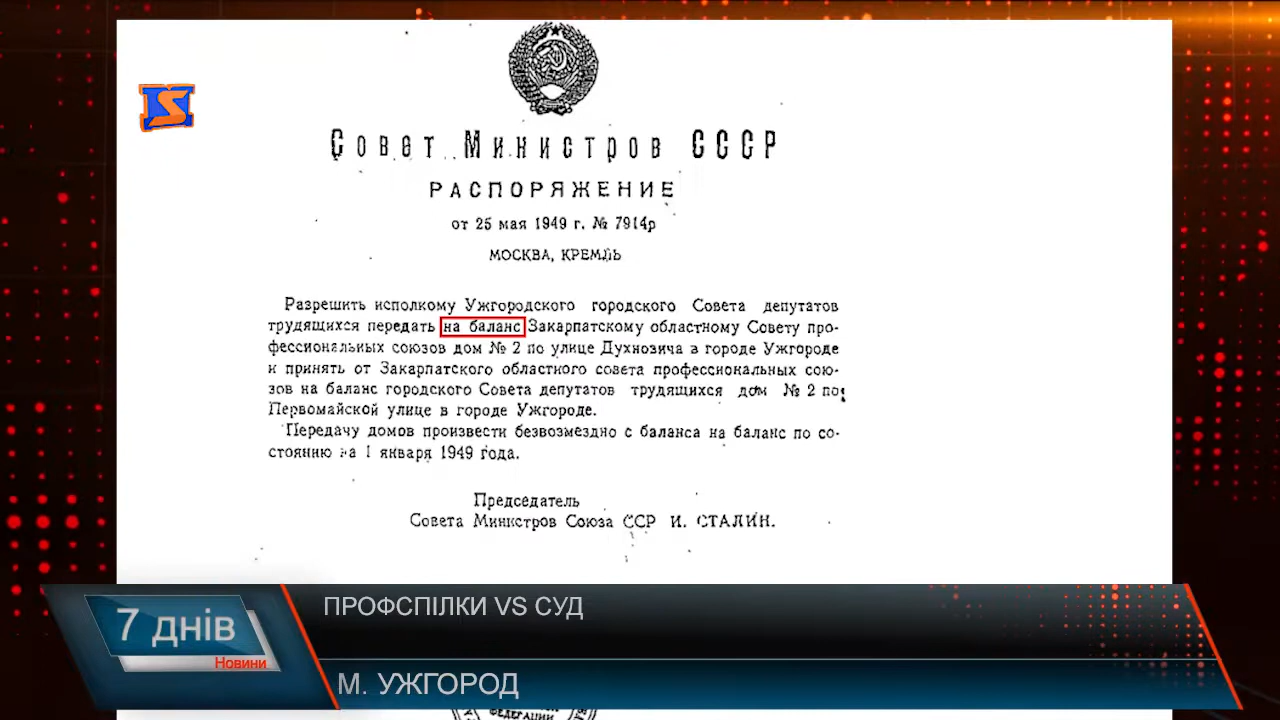 Совет Министров СССР
РАСПОРЯЖЕНИЕ
от 25 мая 1949 г. № 7914р
МОСКВА, КРЕМЛЬ
Разрешить исполкому Ужгородского городского Совета депутатов
трудящихся передать на баланс Закарпатскому областному Совету про-
фессиональных союзов дом № 2 по улице Духновича в городе Ужгороде
и принять от Закарпатского областного совета профессиональных сою-
зов на баланс городского Совета депутатов трудящихся дом № 2 по
Первомайской улице в городе Ужгороде.
Передачу домов произвести безвозмездно с баланса на баланс по со-
стоянию на 1 января 1949 года.
Председатель
Совета Министров Союза ССР И. СТАЛИН.
ПРОФСПІЛКИ VS СУД
7 днів
Новини
М. УЖГОРОД
ФЕДЕРАЦИИ